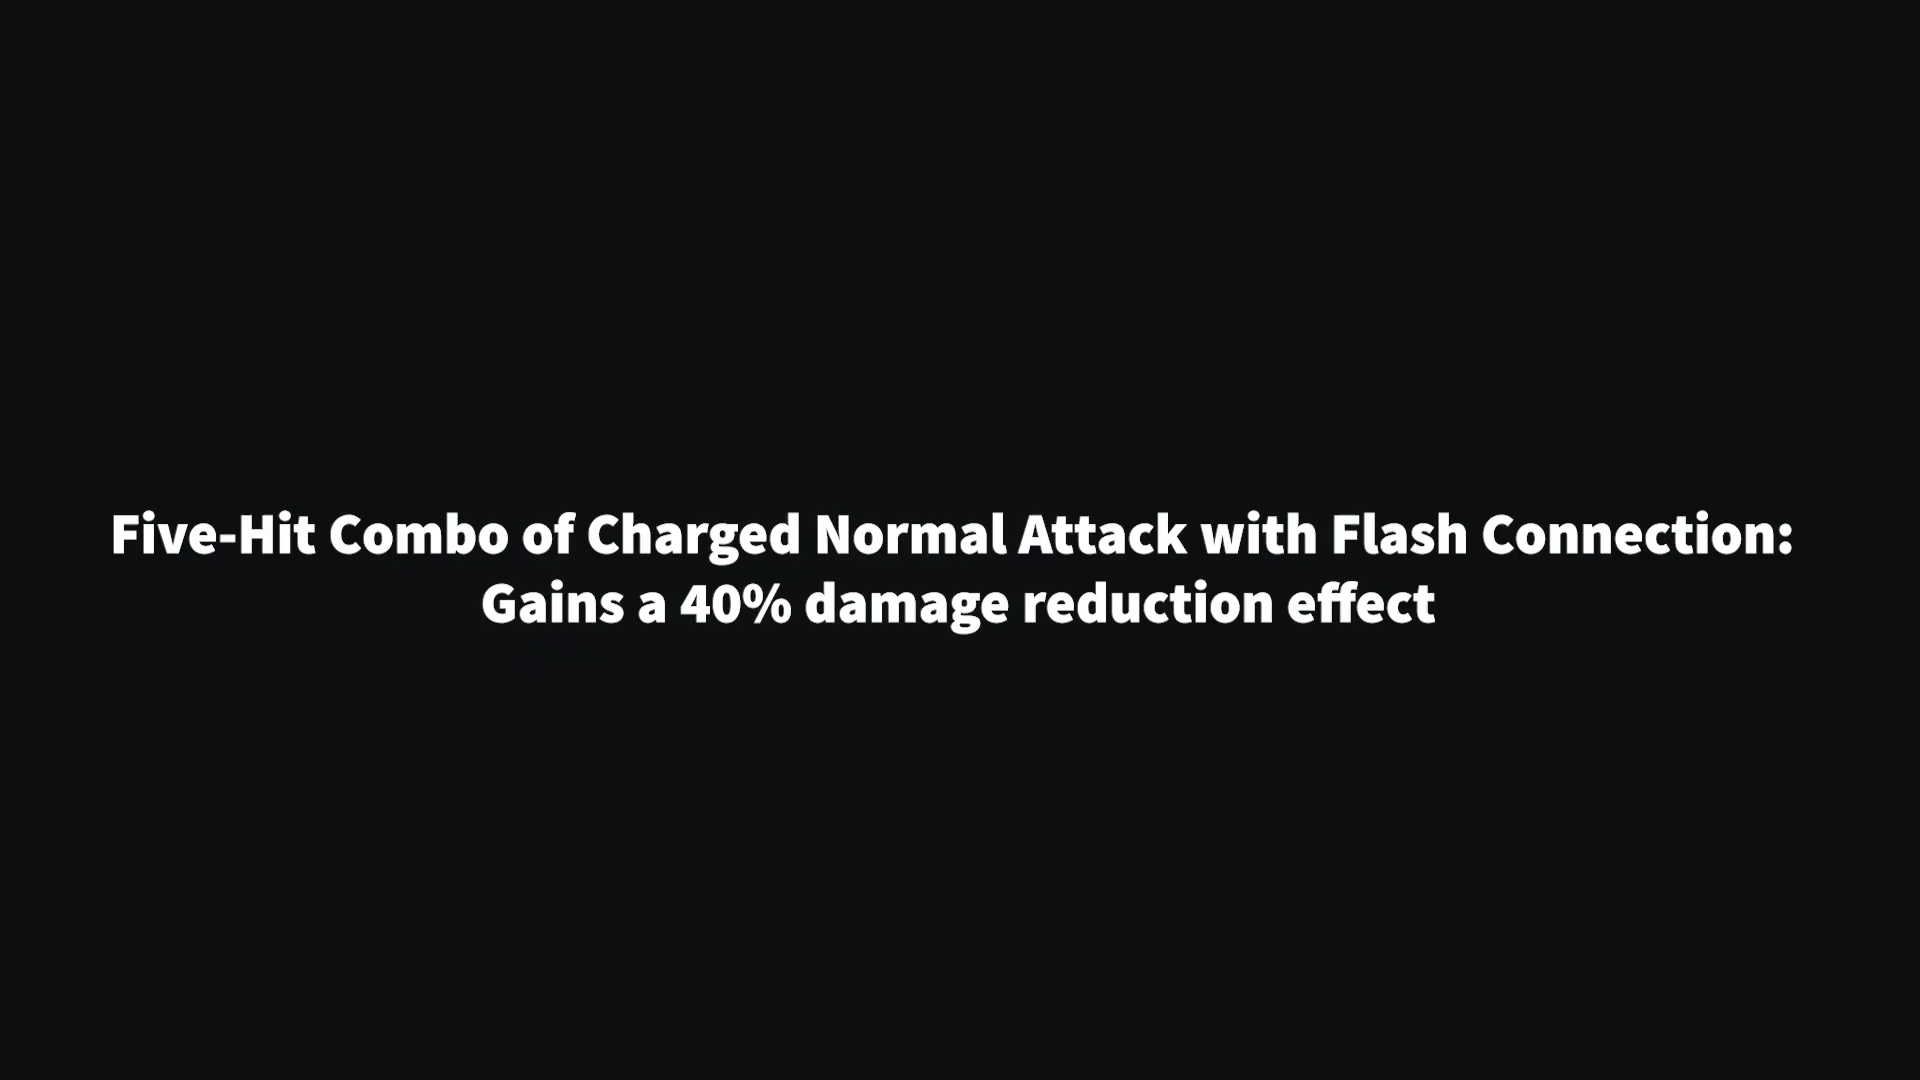 Five-Hit Combo of Charged Normal Attack with Flash Connection:
Gains a 40% damage reduction effect